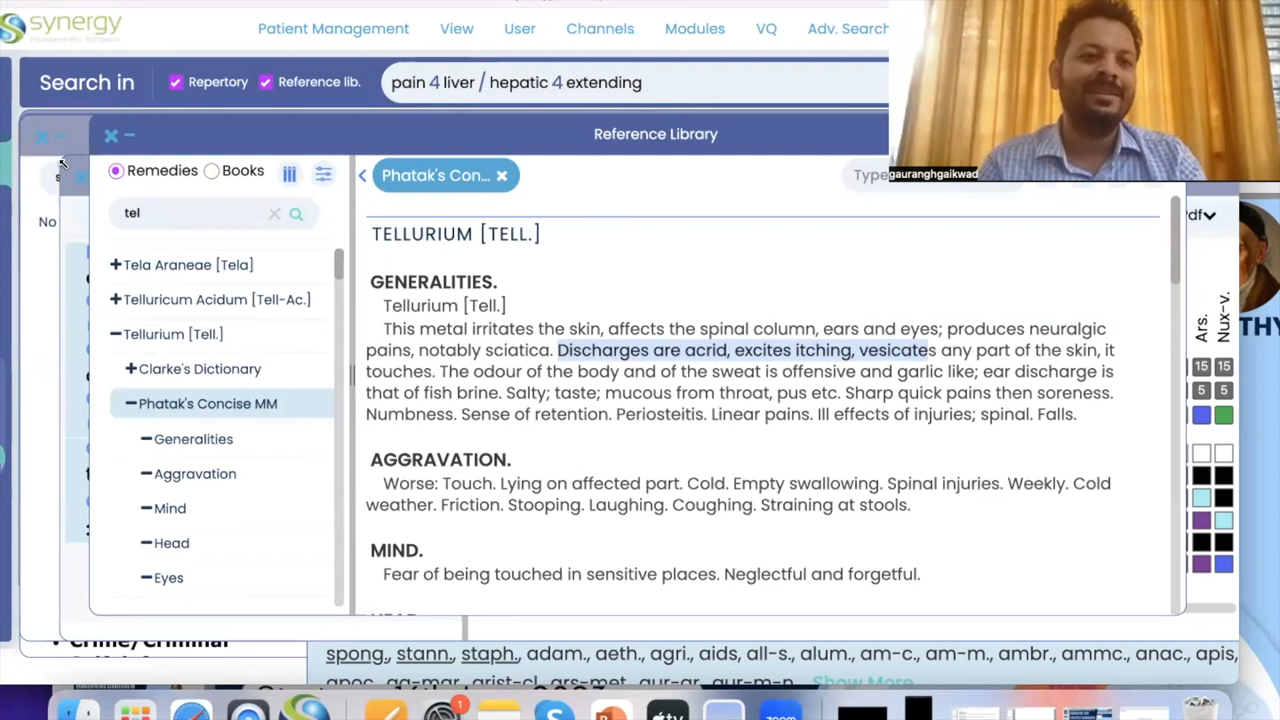 synergy
Patient Management View User Channels Modules VQ Adv. Search
Search in Repertory Reference lib. pain 4 liver / hepatic 4 extending
Reference Library
gauranghgaikwad
Remedies Books
Phatak's Con...
Type
tel
No
df
TELLURIUM [TELL.]
Tela Araneae [Tela]
Telluricum Acidum [Tell-Ac.]
Tellurium [Tell.]
Clarke's Dictionary
Phatak's Concise MM
Generalities
Aggravation
Mind
Head
Eyes
GENERALITIES.
Tellurium [Tell.]
This metal irritates the skin, affects the spinal column, ears and eyes; produces neuralgic
pains, notably sciatica. Discharges are acrid, excites itching, vesicates any part of the skin, it
touches. The odour of the body and of the sweat is offensive and garlic like; ear discharge is
that of fish brine. Salty; taste; mucous from throat, pus etc. Sharp quick pains then soreness.
Numbness. Sense of retention. Periosteitis. Linear pains. Ill effects of injuries; spinal. Falls.
AGGRAVATION.
Worse: Touch. Lying on affected part. Cold. Empty swallowing. Spinal injuries. Weekly. Cold
weather. Friction. Stooping. Laughing. Coughing. Straining at stools.
MIND.
Fear of being touched in sensitive places. Neglectful and forgetful.
Ars. Nux-v.
15 15
5 5
THY
spong., stann., staph., adam., aeth., agri., aids, all-s., alum., am-c., am-m., ambr., ammc., anac., apis,
Show More
1
tv
zoom